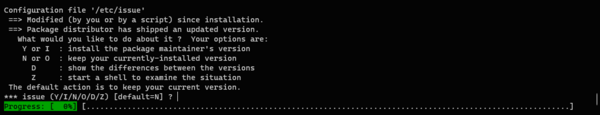 Configuration file '/etc/issue'
 ==> Modified (by you or by a script) since installation.
 ==> Package distributor has shipped an updated version.
   What would you like to do about it ?  Your options are:
    Y or I  : install the package maintainer's version
    N or O  : keep your currently-installed version
      D     : show the differences between the versions
      Z     : start a shell to examine the situation
 The default action is to keep your current version.
*** issue (Y/I/N/O/D/Z) [default=N] ?
Progress: [  0%] [..........................................................................................................................]